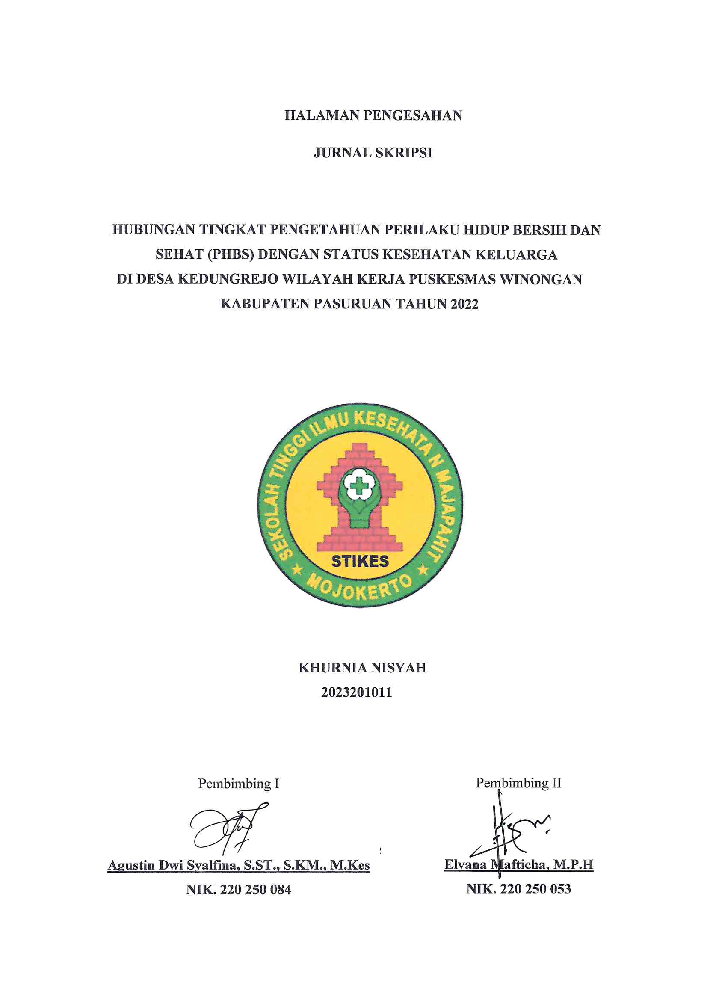 HALAMAN PENGESAHAN
JURNAL SKRIPSI
HUBUNGAN TINGKAT PENGETAHUAN PERILAKU HIDUP BERSIH DAN
SEHAT (PHBS) DENGAN STATUS KESEHATAN KELUARGA
DI DESA KEDUNGREJO WILAYAH KERJA PUSKESMAS WINONGAN
KABUPATEN PASURUAN TAHUN 2022
SEKOLAH TINGGI ILMU KESEHATA N MAJAPAHIT
STIKES
MOJOKERTO
KHURNIA NISYAH
2023201011
Pembimbing I
Pembimbing II
Agustin Dwi Syalfina, S.ST., S.KM., M.Kes
Elyana Mafticha, M.P.H
NIK. 220 250 084
NIK. 220 250 053